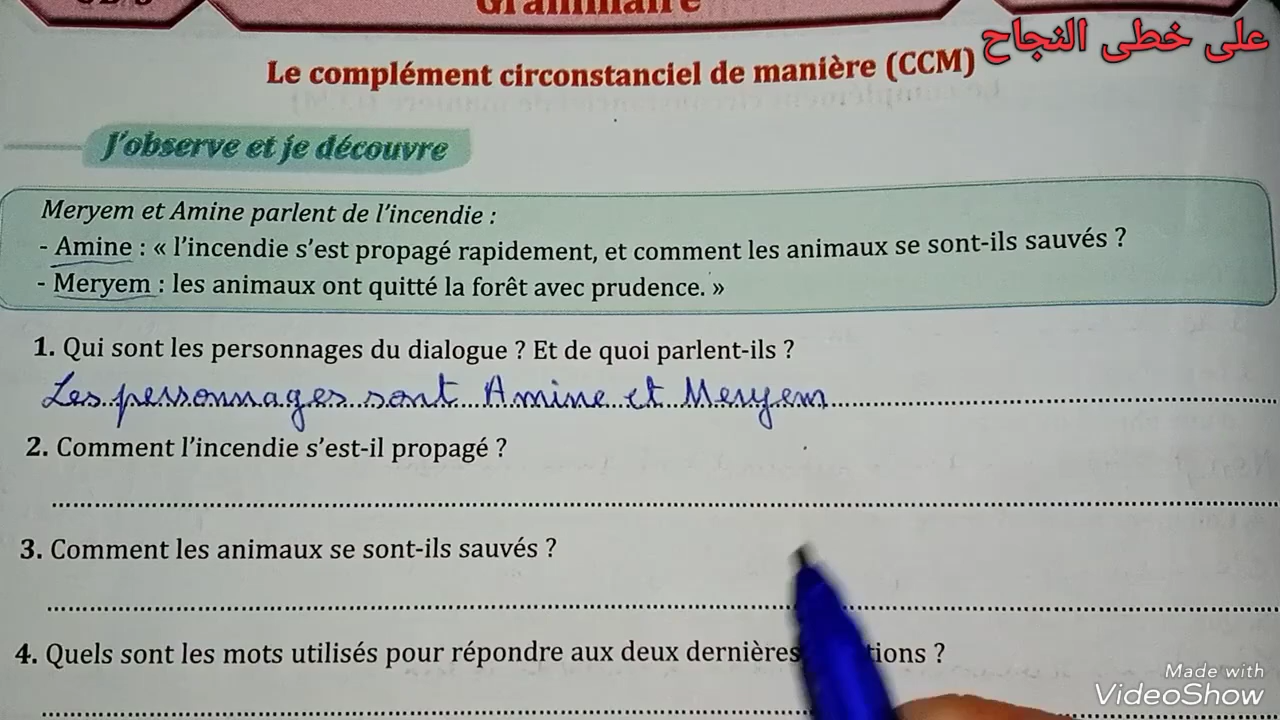 Grammaire
على خطى النجاح
Le complément circonstanciel de manière (CCM)
J'observe et je découvre
Meryem et Amine parlent de l'incendie :
- Amine : « l'incendie s'est propagé rapidement, et comment les animaux se sont-ils sauvés ?
- Meryem : les animaux ont quitté la forêt avec prudence. »
1. Qui sont les personnages du dialogue ? Et de quoi parlent-ils ?
Les personnages sont Amine et Meryem
2. Comment l'incendie s'est-il propagé ?
3. Comment les animaux se sont-ils sauvés ?
4. Quels sont les mots utilisés pour répondre aux deux dernières ?
Made with
VideoShow